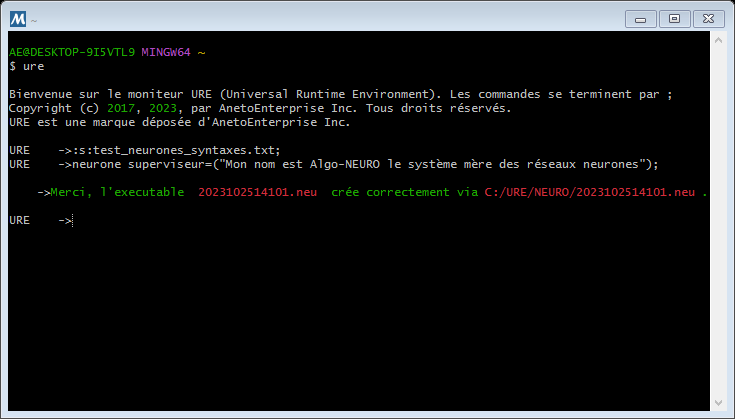 ~
AE@DESKTOP-9I5VTL9 MINGW64 ~
$ ure
Bienvenue sur le moniteur URE (Universal Runtime Environment). Les commandes se terminent par ;
Copyright (c) 2017, 2023, par AnetoEnterprise Inc. Tous droits réservés.
URE est une marque déposée d'AnetoEnterprise Inc.
URE    ->:s:test_neurones_syntaxes.txt;
URE    ->neurone superviseur=("Mon nom est Algo-NEURO le système mère des réseaux neurones");
->Merci, l'executable  2023102514101.neu  crée correctement via C:/URE/NEURO/2023102514101.neu .
URE    ->